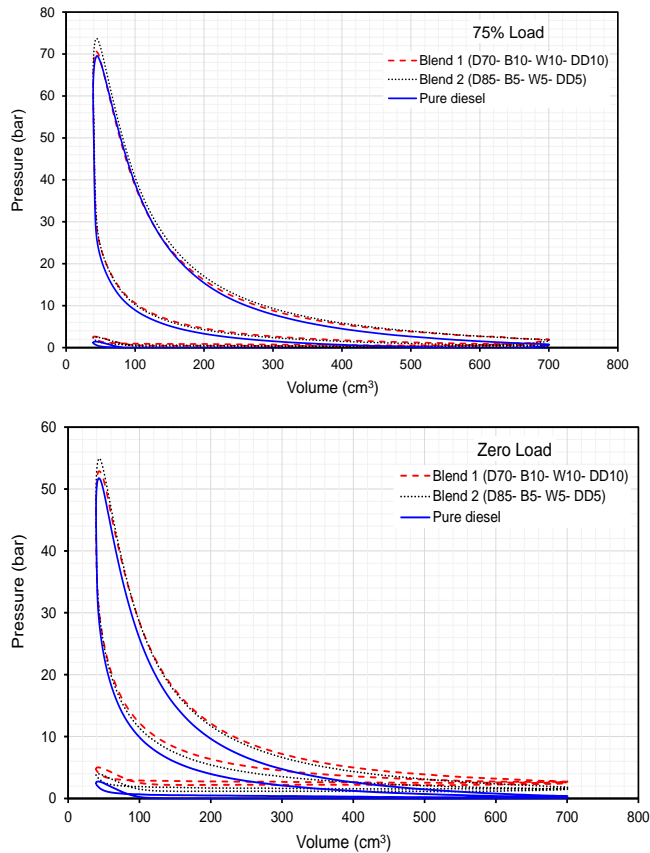 80
70
60
50
40
30
20
10
0
Pressure (bar)
75% Load
Blend 1 (D70- B10- W10- DD10)
Blend 2 (D85- B5- W5- DD5)
Pure diesel
0 100 200 300 400 500 600 700 800
Volume (cm³)
60
50
40
30
20
10
0
Pressure (bar)
Zero Load
Blend 1 (D70- B10- W10- DD10)
Blend 2 (D85- B5- W5- DD5)
Pure diesel
0 100 200 300 400 500 600 700 800
Volume (cm³)